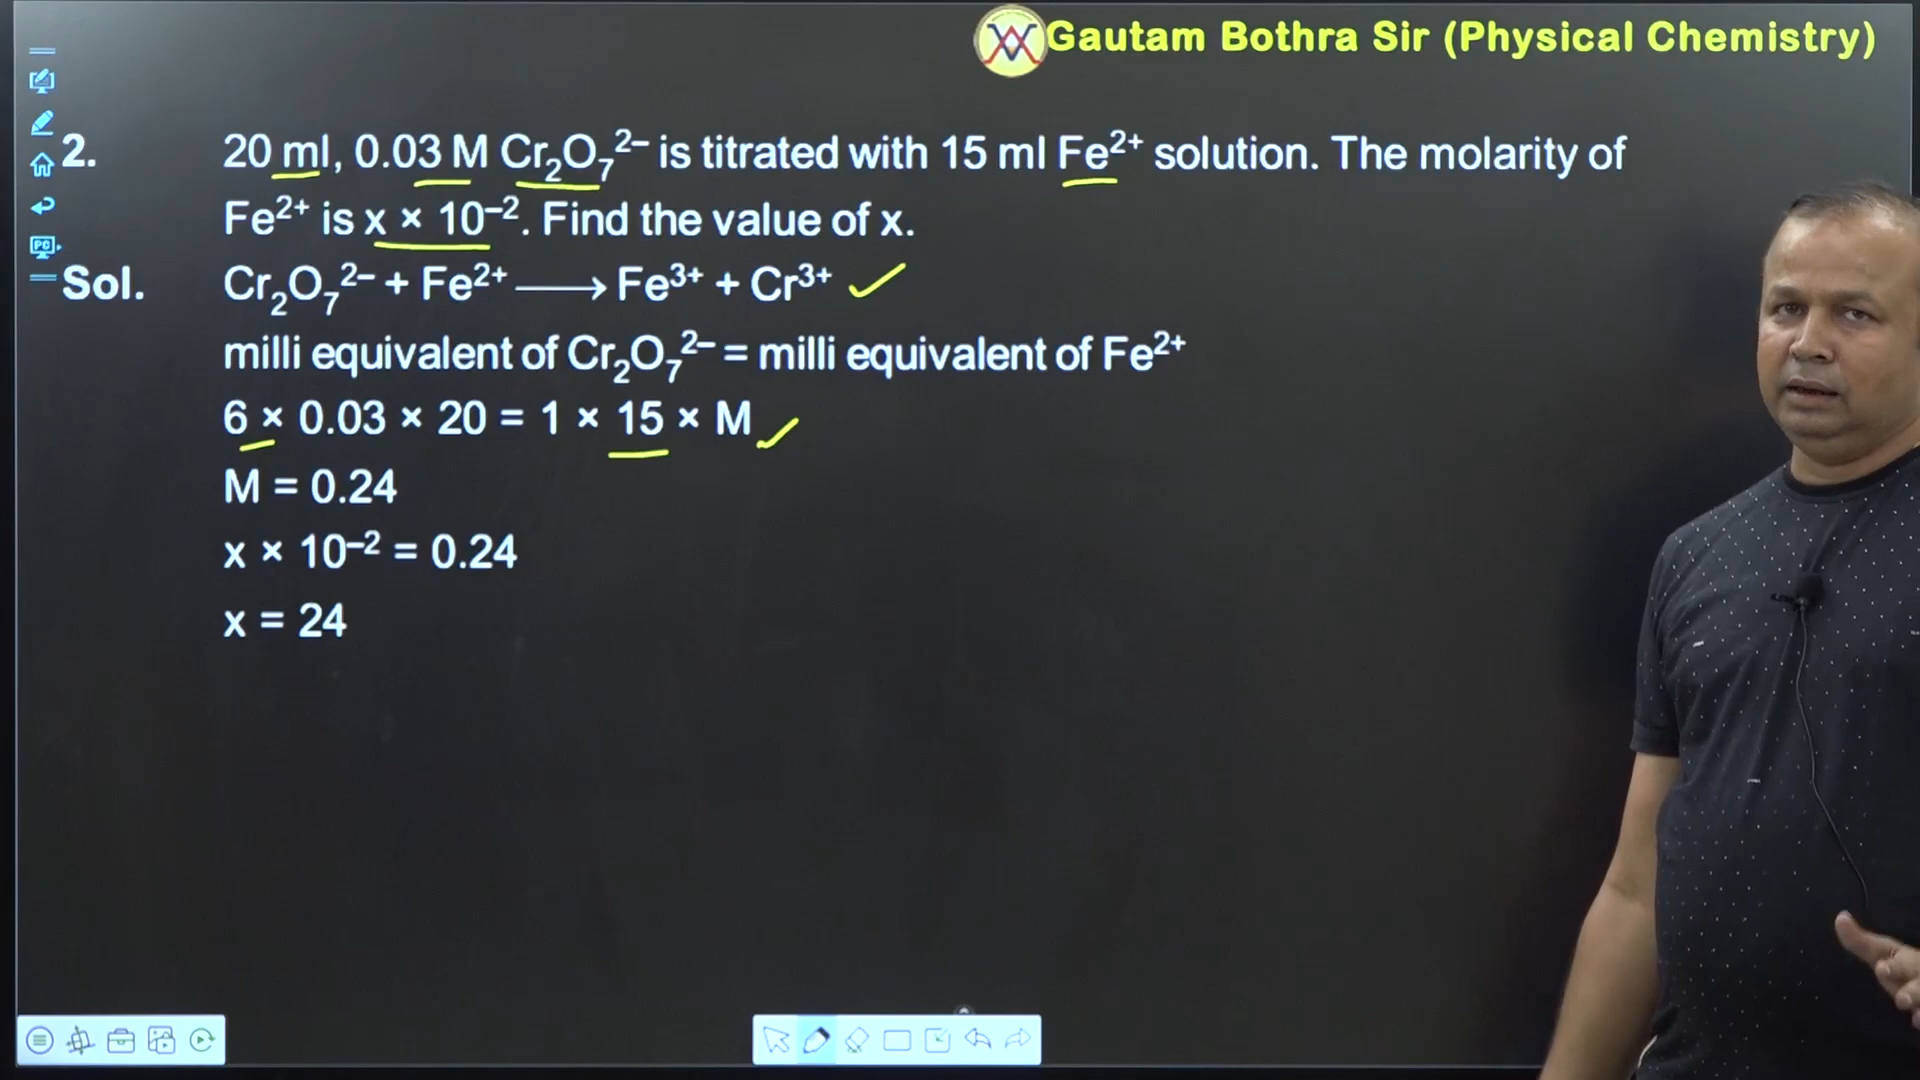 Gautam Bothra Sir (Physical Chemistry)
2. 20 ml, 0.03 M Cr₂O₇²⁻ is titrated with 15 ml Fe²⁺ solution. The molarity of
Fe²⁺ is x × 10⁻². Find the value of x.
Sol. Cr₂O₇²⁻ + Fe²⁺ ⟶ Fe³⁺ + Cr³⁺
milli equivalent of Cr₂O₇²⁻ = milli equivalent of Fe²⁺
6 × 0.03 × 20 = 1 × 15 × M
M = 0.24
x × 10⁻² = 0.24
x = 24
PC